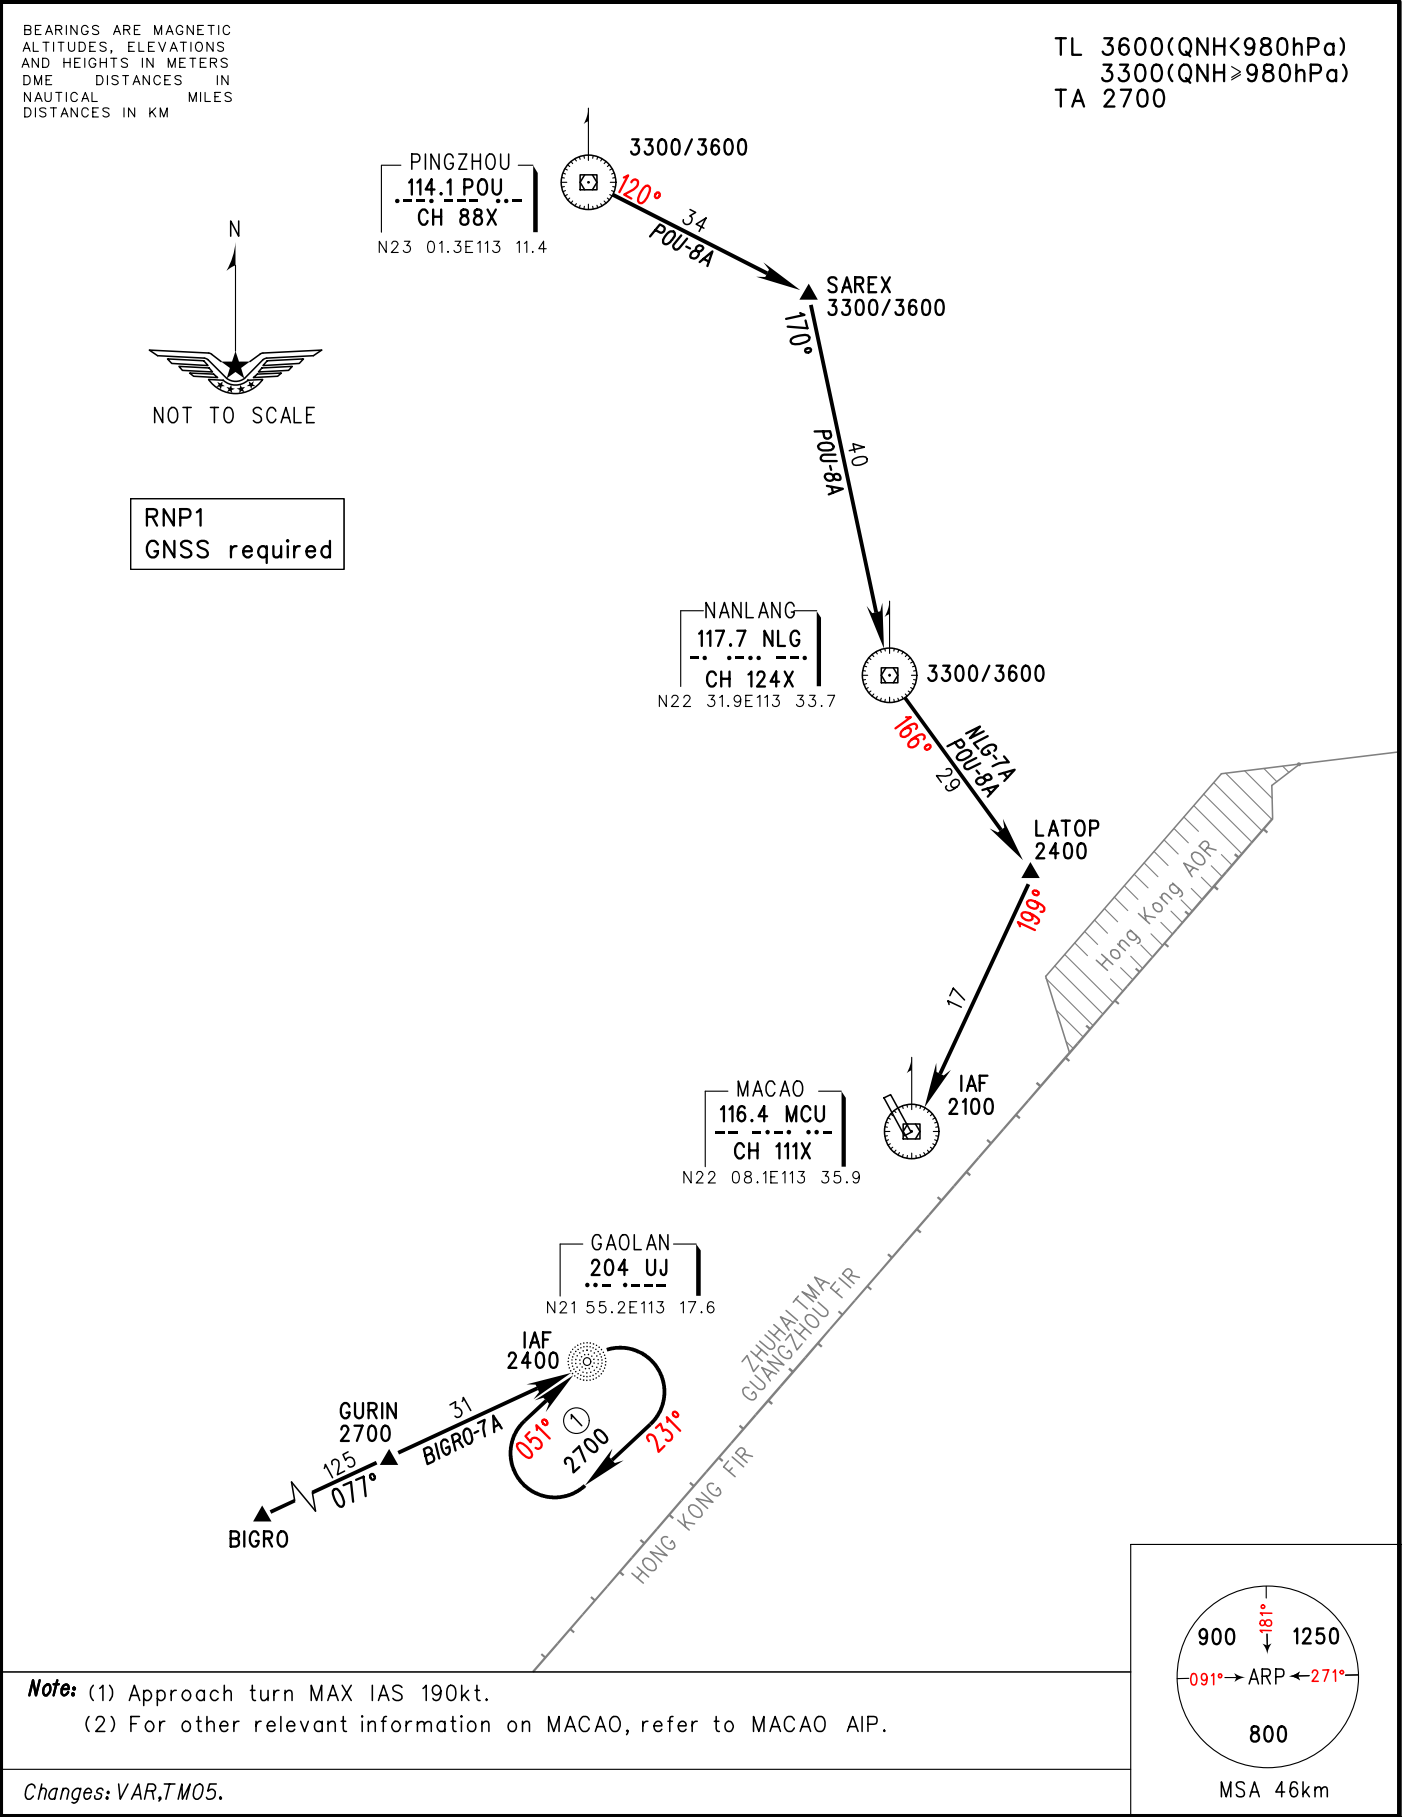 BEARINGS ARE MAGNETIC
ALTITUDES, ELEVATIONS
AND HEIGHTS IN METERS
DME DISTANCES IN
NAUTICAL MILES
DISTANCES IN KM
TL 3600(QNH<980hPa)
3300(QNH≥980hPa)
TA 2700
PINGZHOU
114.1 POU
CH 88X
N23 01.3E113 11.4
3300/3600
120°
34
POU-8A
SAREX
3300/3600
170°
40
POU-8A
N
NOT TO SCALE
RNP1
GNSS required
NANLANG
117.7 NLG
CH 124X
N22 31.9E113 33.7
3300/3600
166°
NLG-7A
POU-8A
29
LATOP
2400
199°
17
Hong Kong AOR
MACAO
116.4 MCU
CH 111X
N22 08.1E113 35.9
IAF
2100
GAOLAN
204 UJ
N21 55.2E113 17.6
IAF
2400
GURIN
2700
31
BIGRO-7A
125
077°
BIGRO
051°
1
2700
231°
ZHUHAI TMA
GUANGZHOU FIR
HONG KONG FIR
900
181°
1250
091°
ARP
271°
800
MSA 46km
Note: (1) Approach turn MAX IAS 190kt.
(2) For other relevant information on MACAO, refer to MACAO AIP.
Changes: VAR,TM05.